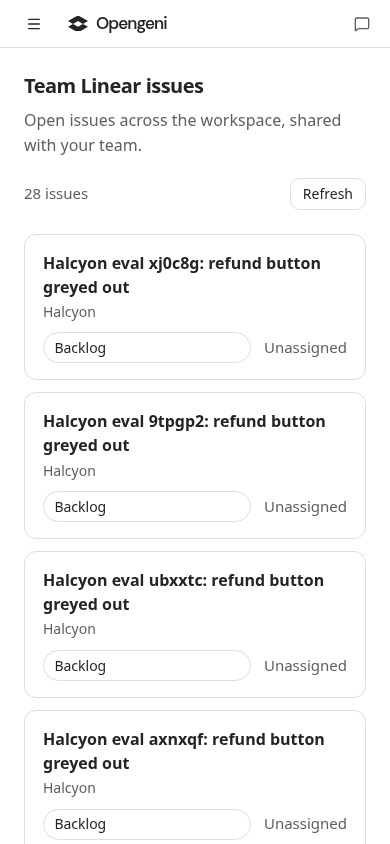 Opengeni
Team Linear issues
Open issues across the workspace, shared
with your team.
28 issues
Refresh
Halcyon eval xj0c8g: refund button
greyed out
Halcyon
Backlog
Unassigned
Halcyon eval 9tpgp2: refund button
greyed out
Halcyon
Backlog
Unassigned
Halcyon eval ubxxtc: refund button
greyed out
Halcyon
Backlog
Unassigned
Halcyon eval axnxqf: refund button
greyed out
Halcyon
Backlog
Unassigned